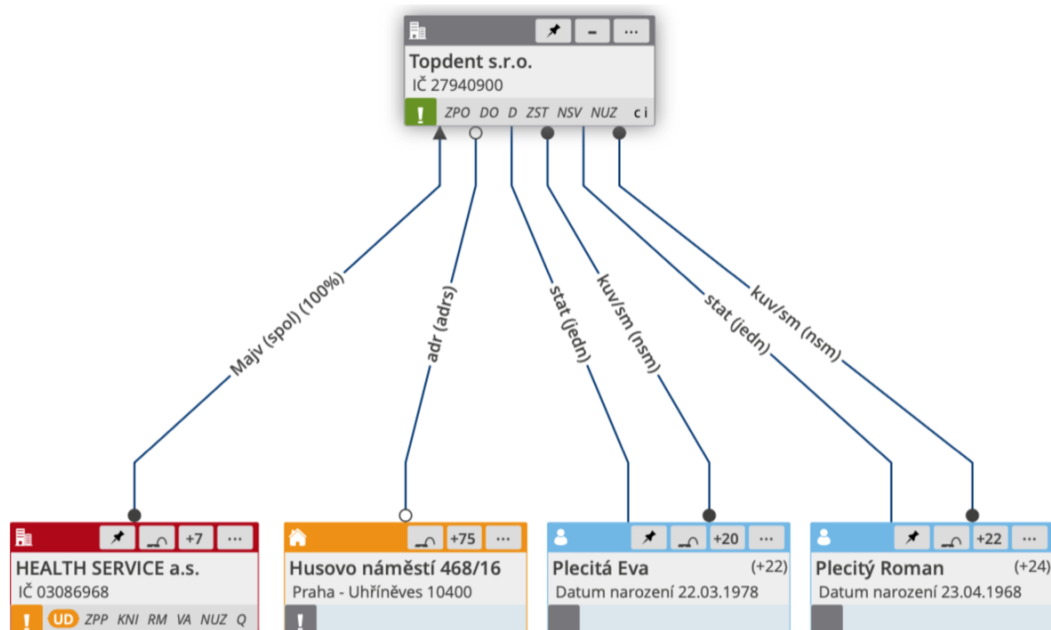 Topdent s.r.o.
IČ 27940900
! ZPO DO D ZST NSV NUZ c i
Majv (spol) (100%)
adr (adrs)
stat (jedn)
kuv/sm (nsm)
stat (jedn)
kuv/sm (nsm)
+7 ...
HEALTH SERVICE a.s.
IČ 03086968
! UD ZPP KNI RM VA NUZ Q
+75 ...
Husovo náměstí 468/16
Praha - Uhříněves 10400
!
+20 ...
Plecitá Eva (+22)
Datum narození 22.03.1978
+22 ...
Plecitý Roman (+24)
Datum narození 23.04.1968